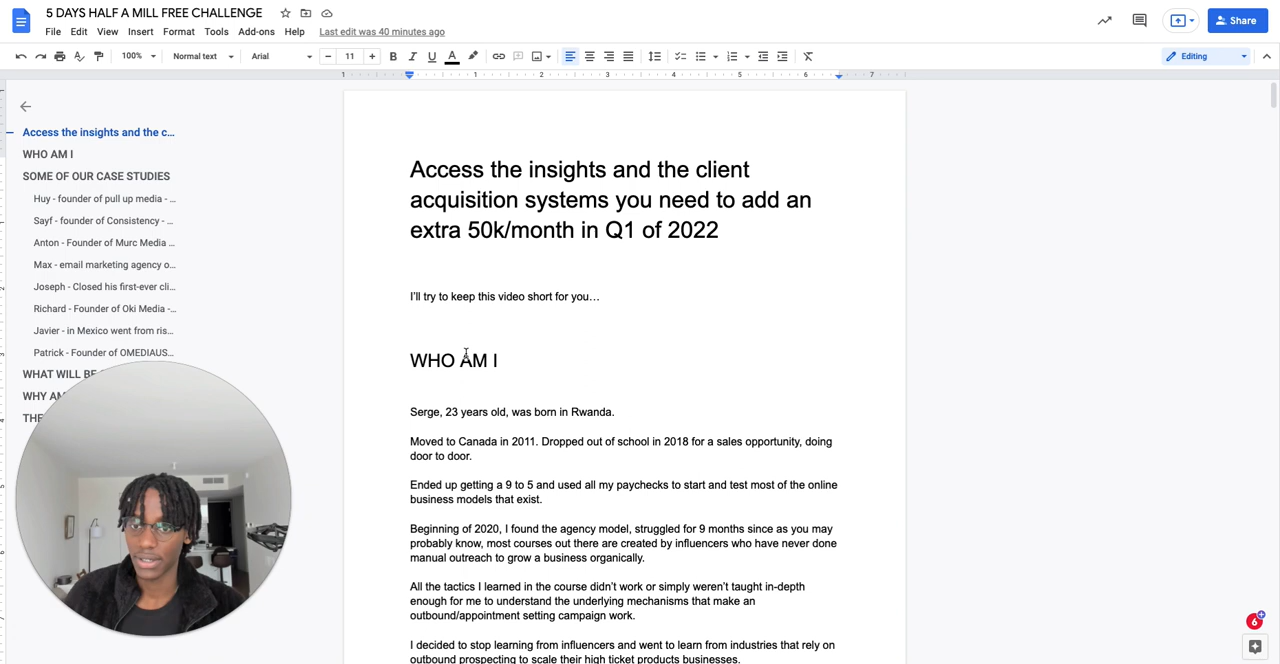 5 DAYS HALF A MILL FREE CHALLENGE
File Edit View Insert Format Tools Add-ons Help Last edit was 40 minutes ago
Share
100% Normal text Arial 11 B I U A Editing
1 1 2 3 4 5 6 7
Access the insights and the c...
WHO AM I
SOME OF OUR CASE STUDIES
Huy - founder of pull up media - ...
Sayf - founder of Consistency - ...
Anton - Founder of Murc Media ...
Max - email marketing agency o...
Joseph - Closed his first-ever cli...
Richard - Founder of Oki Media -...
Javier - in Mexico went from ris...
Patrick - Founder of OMEDIAUS...
WHAT WILL BE
WHY AM
THE
Access the insights and the client
acquisition systems you need to add an
extra 50k/month in Q1 of 2022
I'll try to keep this video short for you…
WHO AM I
Serge, 23 years old, was born in Rwanda.
Moved to Canada in 2011. Dropped out of school in 2018 for a sales opportunity, doing
door to door.
Ended up getting a 9 to 5 and used all my paychecks to start and test most of the online
business models that exist.
Beginning of 2020, I found the agency model, struggled for 9 months since as you may
probably know, most courses out there are created by influencers who have never done
manual outreach to grow a business organically.
All the tactics I learned in the course didn't work or simply weren't taught in-depth
enough for me to understand the underlying mechanisms that make an
outbound/appointment setting campaign work.
I decided to stop learning from influencers and went to learn from industries that rely on
outbound prospecting to scale their high ticket products businesses.
6